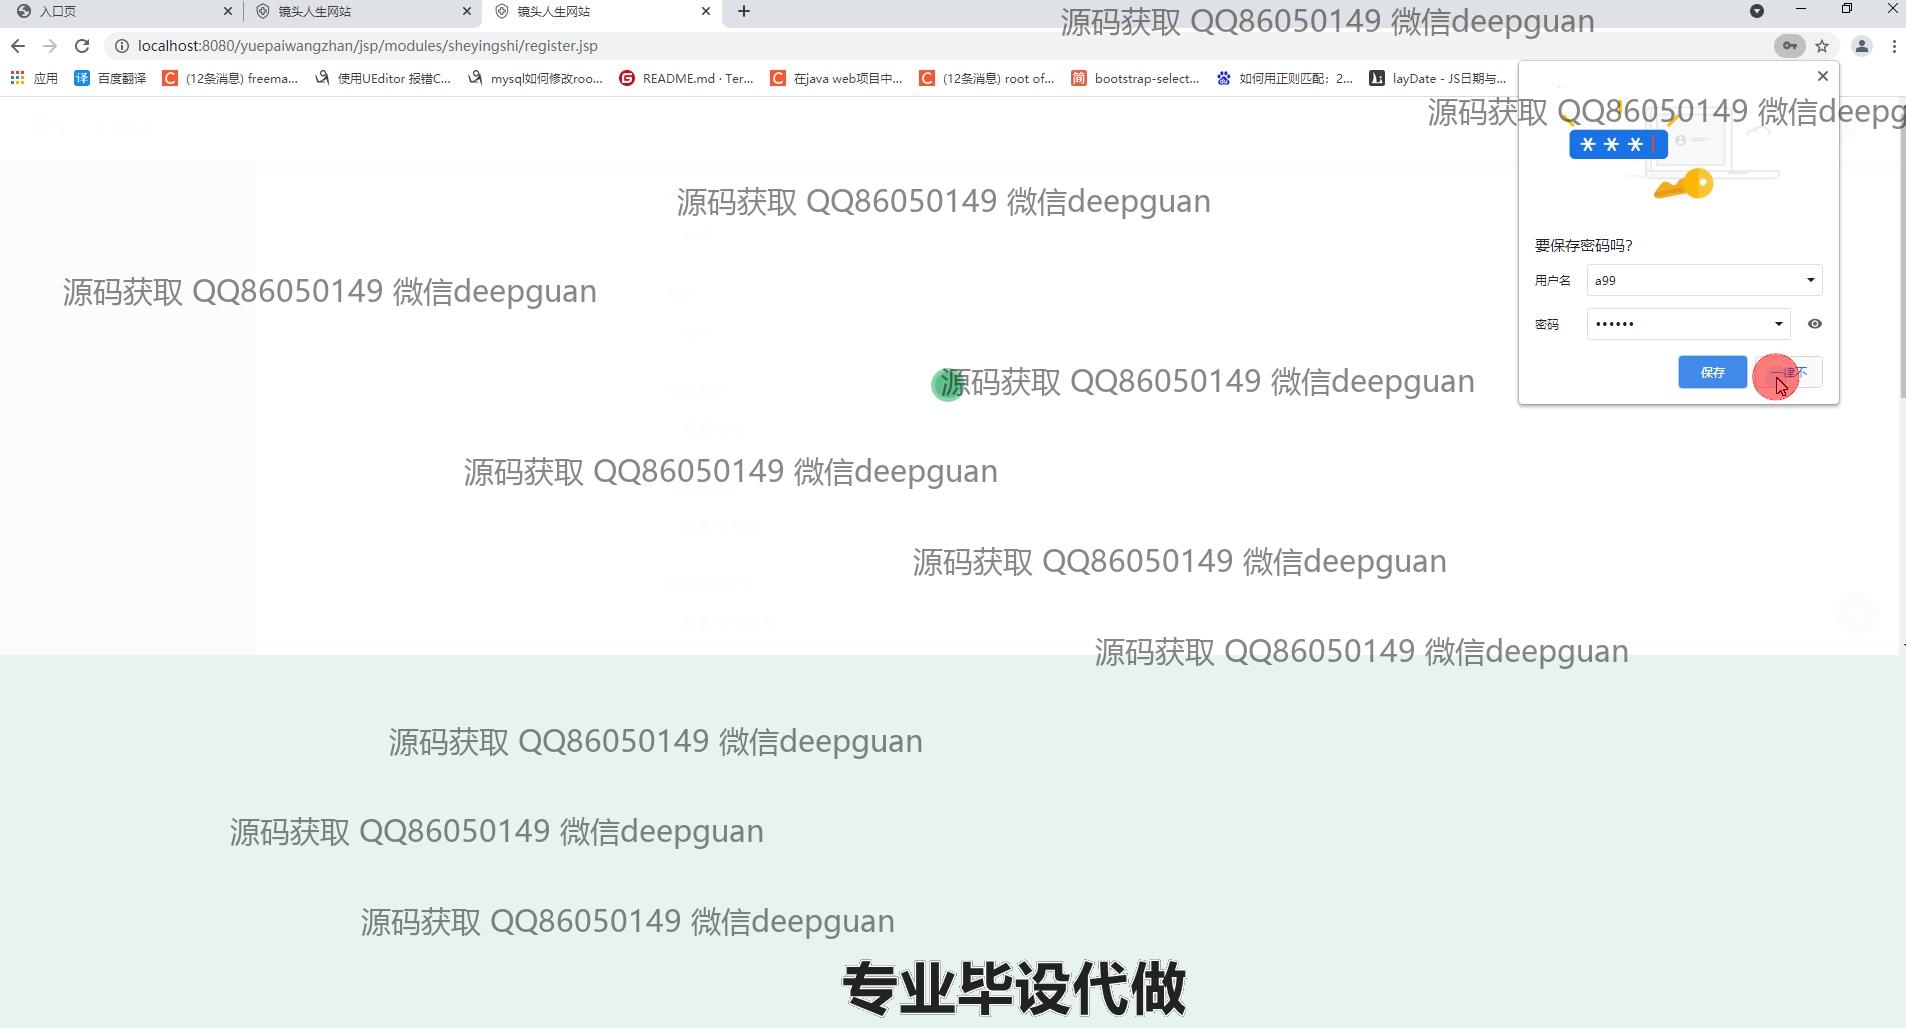 入口页
镜头人生网站
镜头人生网站
源码获取 QQ86050149 微信deepguan
localhost:8080/yuepaiwangzhan/jsp/modules/sheyingshi/register.jsp
应用
百度翻译
(12条消息) freema...
使用UEditor 报错C...
mysql如何修改roo...
README.md · Ter...
在java web项目中...
(12条消息) root of...
简
bootstrap-select...
如何用正则匹配：2...
layDate - JS日期与...
源码获取 QQ86050149 微信deepg
源码获取 QQ86050149 微信deepguan
要保存密码吗？
用户名
a99
源码获取 QQ86050149 微信deepguan
密码
保存
一律不
源码获取 QQ86050149 微信deepguan
源码获取 QQ86050149 微信deepguan
源码获取 QQ86050149 微信deepguan
源码获取 QQ86050149 微信deepguan
源码获取 QQ86050149 微信deepguan
源码获取 QQ86050149 微信deepguan
源码获取 QQ86050149 微信deepguan
专业毕设代做